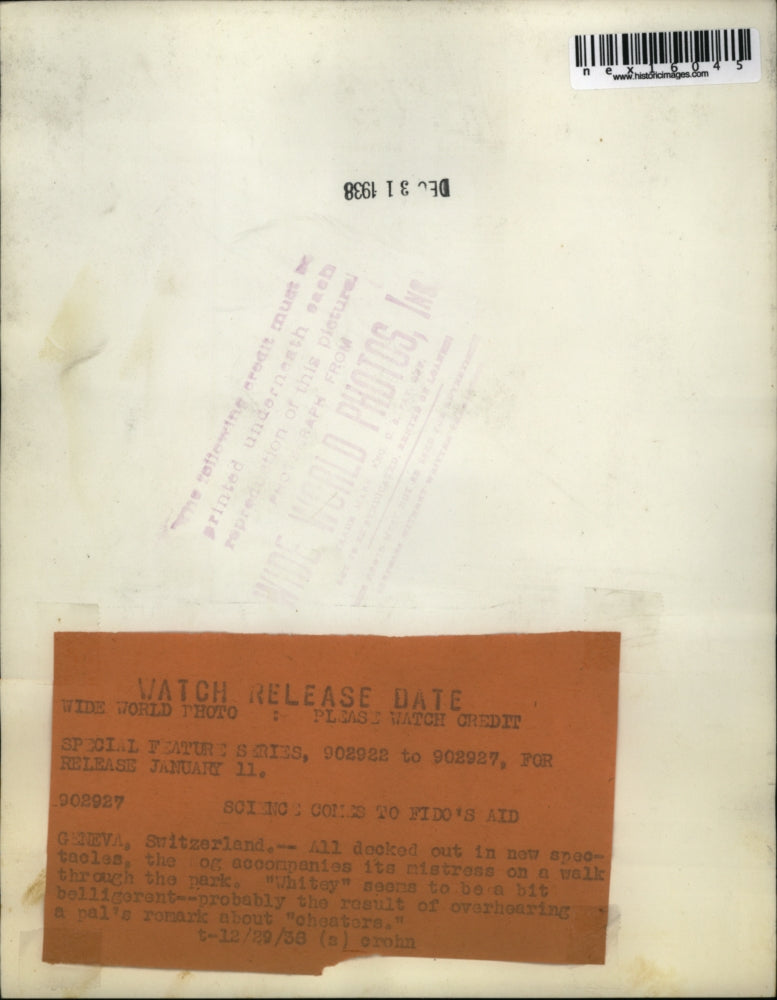 nex16045
www.historicimages.com
DEC 31 1938
The following credit must be
printed underneath each
reproduction of this picture
PHOTOGRAPH FROM
WIDE WORLD PHOTOS, INC
WATCH RELEASE DATE
WIDE WORLD PHOTO : PLEASE WATCH CREDIT
SPECIAL FEATURE SERIES, 902922 to 902927, FOR
RELEASE JANUARY 11.
902927 SCIENCE COMES TO FIDO'S AID
GENEVA, Switzerland.-- All decked out in new spec-
tacles, the og accompanies its mistress on a walk
through the park. "Whitey" seems to be a bit
belligerent--probably the result of overhearing
a pal's remark about "cheaters."
t-12/29/38 (a) crohn